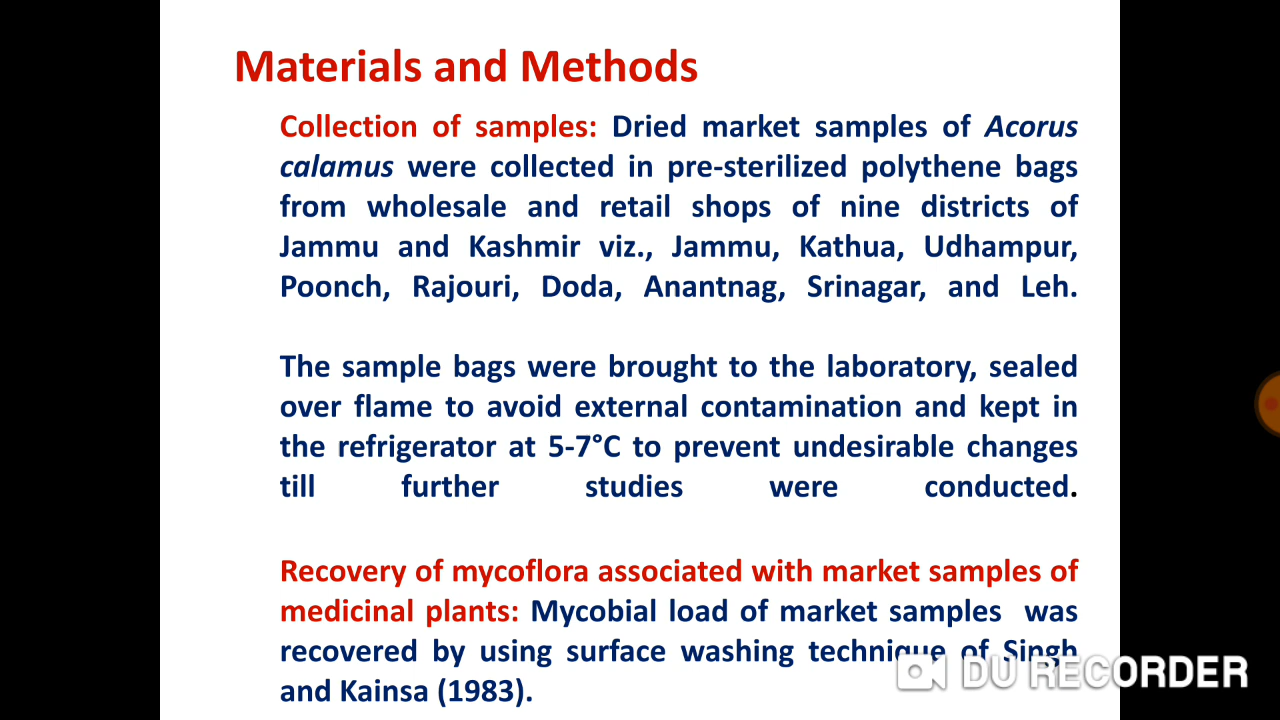 Materials and Methods
Collection of samples: Dried market samples of Acorus
calamus were collected in pre-sterilized polythene bags
from wholesale and retail shops of nine districts of
Jammu and Kashmir viz., Jammu, Kathua, Udhampur,
Poonch, Rajouri, Doda, Anantnag, Srinagar, and Leh.
The sample bags were brought to the laboratory, sealed
over flame to avoid external contamination and kept in
the refrigerator at 5-7°C to prevent undesirable changes
till further studies were conducted.
Recovery of mycoflora associated with market samples of
medicinal plants: Mycobial load of market samples was
recovered by using surface washing technique of Singh
and Kainsa (1983).
DU RECORDER